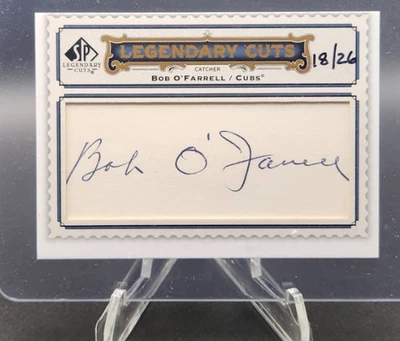 SP
LEGENDARY
CUTS
LEGENDARY CUTS
18/26
CATCHER
BOB O'FARRELL / CUBS®
Bob O'Farrell